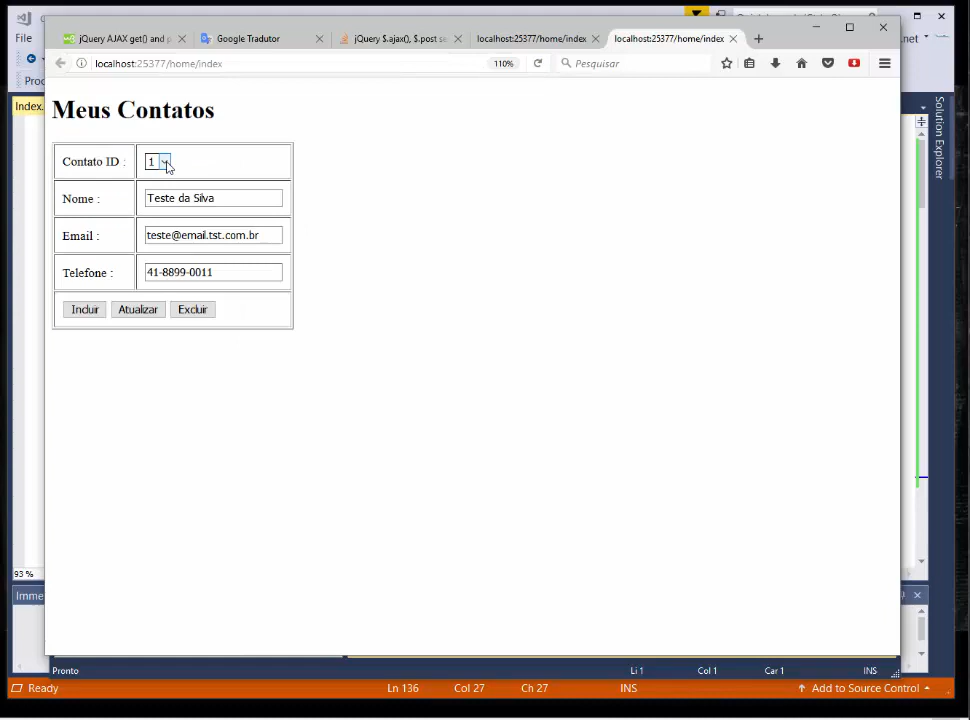 File
jQuery AJAX get() and p
Google Tradutor
jQuery $.ajax(), $.post se
localhost:25377/home/index
localhost:25377/home/index
.net
localhost:25377/home/index
110%
Pesquisar
Index.
Solution Explorer
Meus Contatos
Contato ID :
1
Nome :
Teste da Silva
Email :
teste@email.tst.com.br
Telefone :
41-8899-0011
Incluir
Atualizar
Excluir
93 %
Imme
Pronto
Li 1
Col 1
Car 1
INS
Ready
Ln 136
Col 27
Ch 27
INS
Add to Source Control